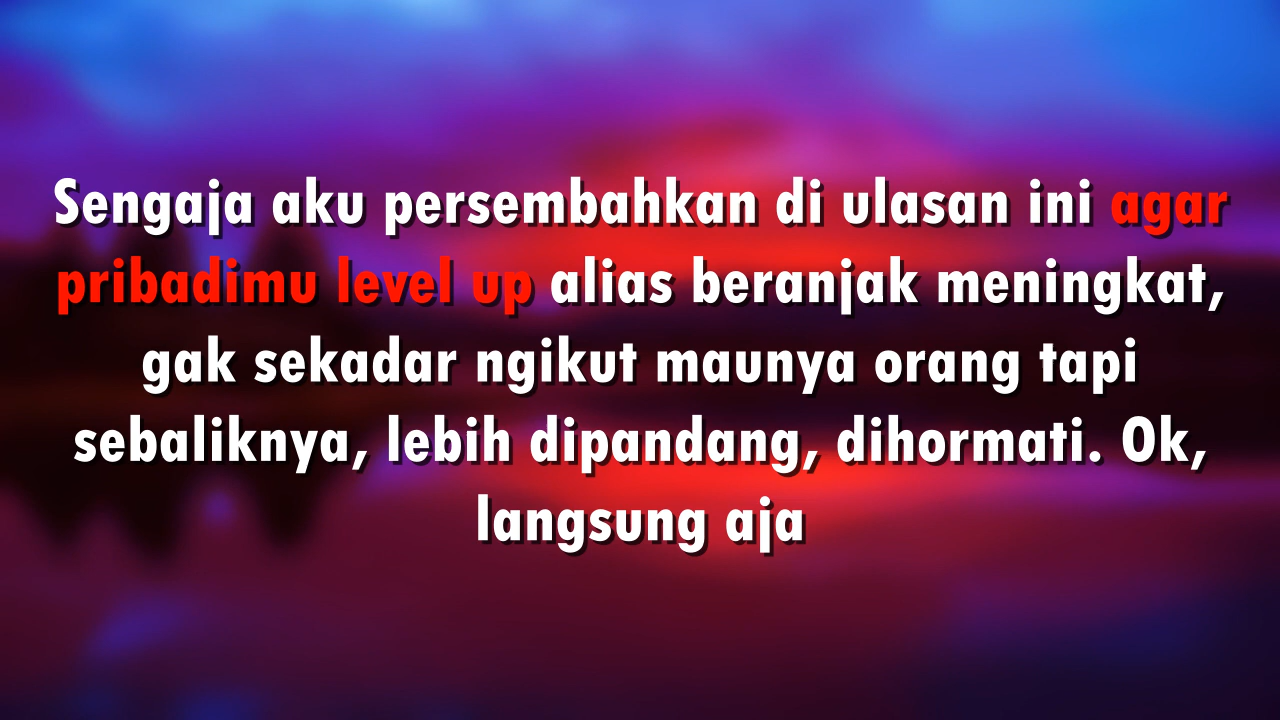 Sengaja aku persembahkan di ulasan ini agar
pribadimu level up alias beranjak meningkat,
gak sekadar ngikut maunya orang tapi
sebaliknya, lebih dipandang, dihormati. Ok,
langsung aja